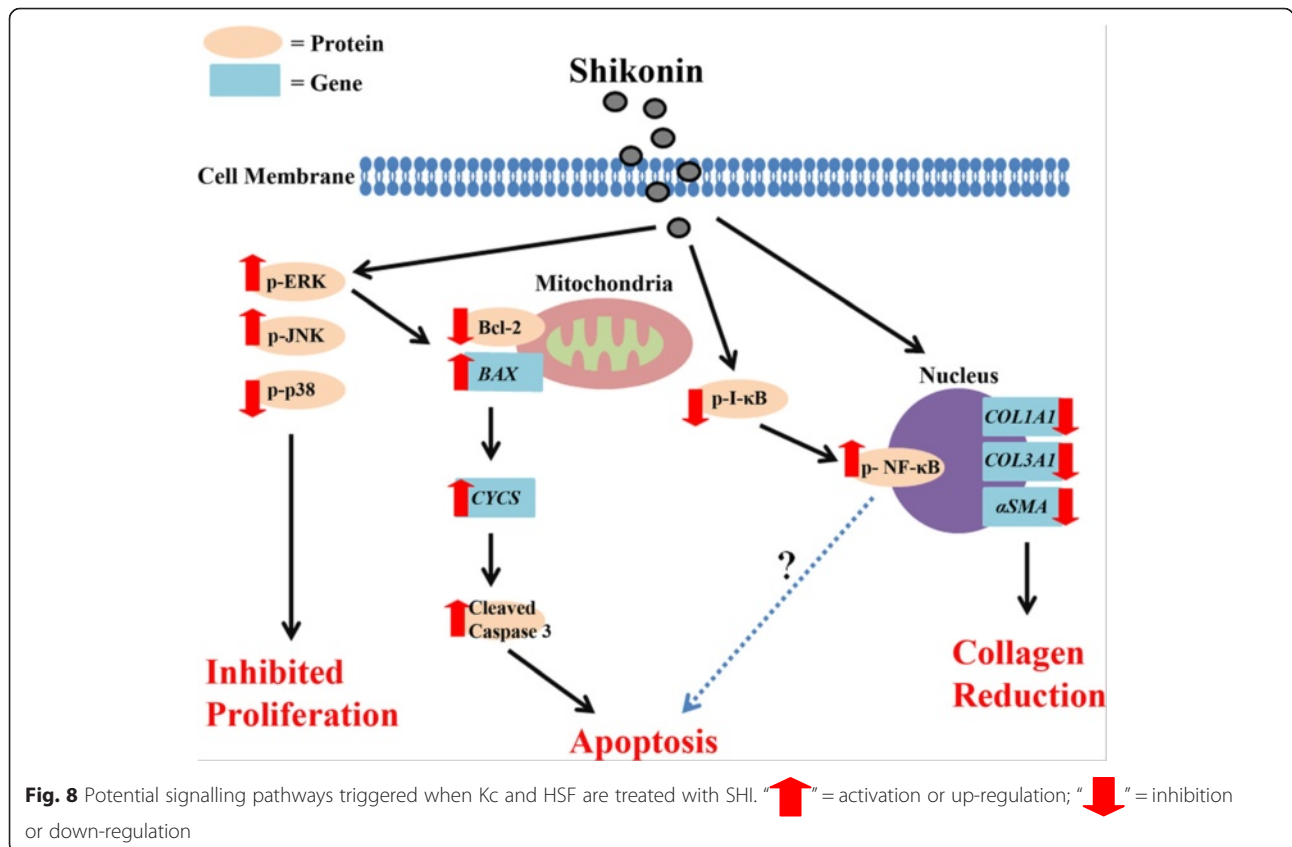 = Protein
= Gene
Shikonin
Cell Membrane
p-ERK
p-JNK
p-p38
Mitochondria
Bcl-2
BAX
CYCS
Cleaved
Caspase 3
p-I-κB
Nucleus
p- NF-κB
COL1A1
COL3A1
αSMA
?
Inhibited
Proliferation
Apoptosis
Collagen
Reduction
Fig. 8 Potential signalling pathways triggered when Kc and HSF are treated with SHI. “ ” = activation or up-regulation; “ ” = inhibition
or down-regulation